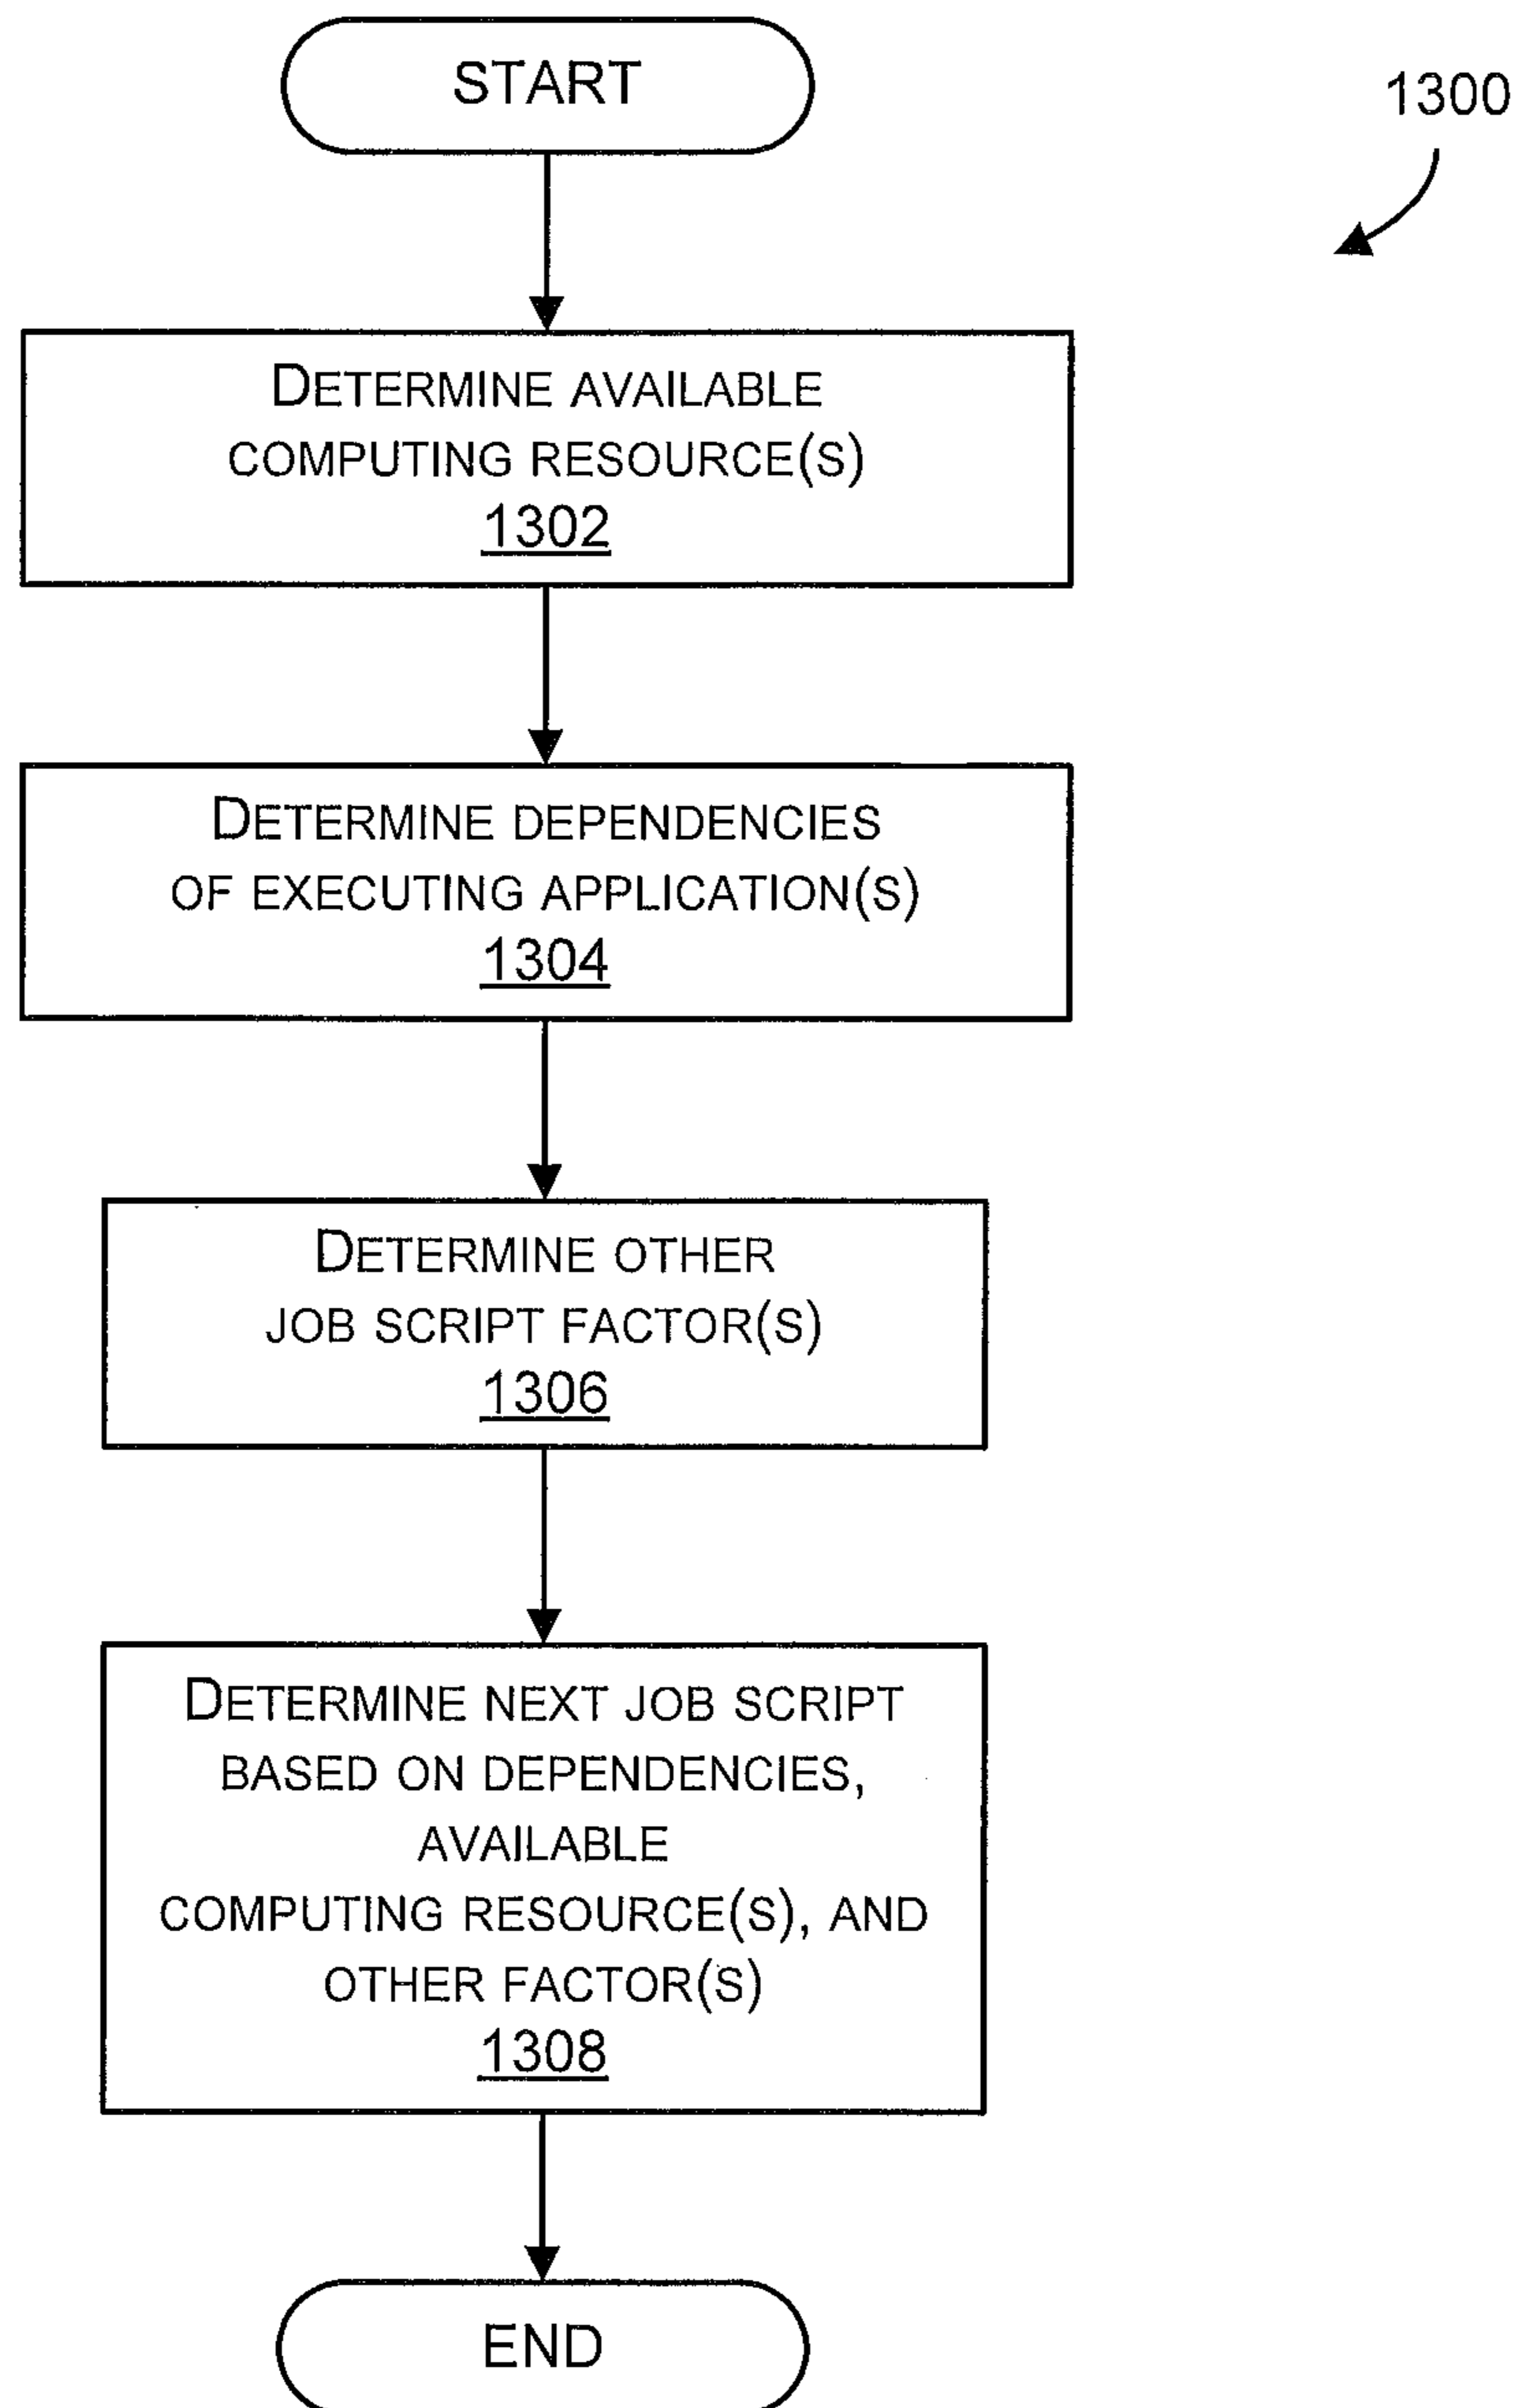 START
1300
DETERMINE AVAILABLE
COMPUTING RESOURCE(S)
1302
DETERMINE DEPENDENCIES
OF EXECUTING APPLICATION(S)
1304
DETERMINE OTHER
JOB SCRIPT FACTOR(S)
1306
DETERMINE NEXT JOB SCRIPT
BASED ON DEPENDENCIES,
AVAILABLE
COMPUTING RESOURCE(S), AND
OTHER FACTOR(S)
1308
END